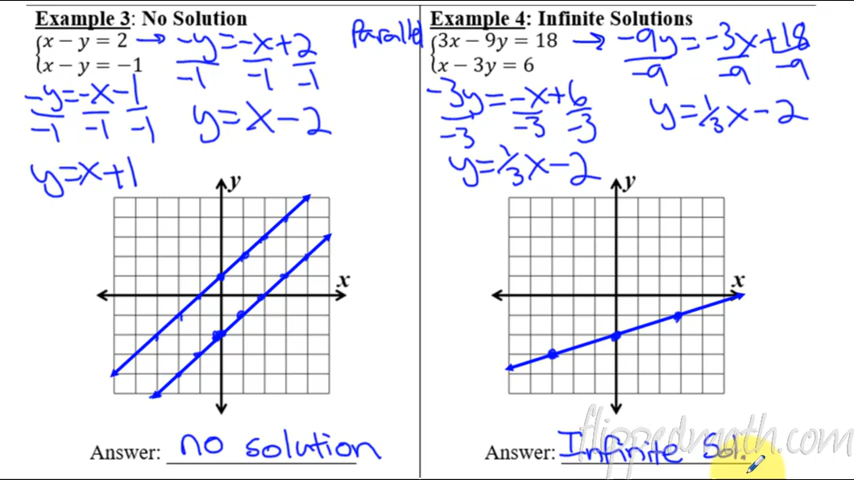 Example 3: No Solution
{x − y = 2 → -y = -x + 2
-1 -1 -1
{x − y = −1
-y = -x - 1
-1 -1 -1
y = x - 2
y = x + 1
Parallel
y
x
Answer: no solution
Example 4: Infinite Solutions
{3x − 9y = 18 → -9y = -3x + 18
-9 -9 -9
{x − 3y = 6
-3y = -x + 6
-3 -3 -3
y = 1/3 x - 2
y = 1/3 x - 2
y
x
Answer: Infinite Sol.
flippedmath.com